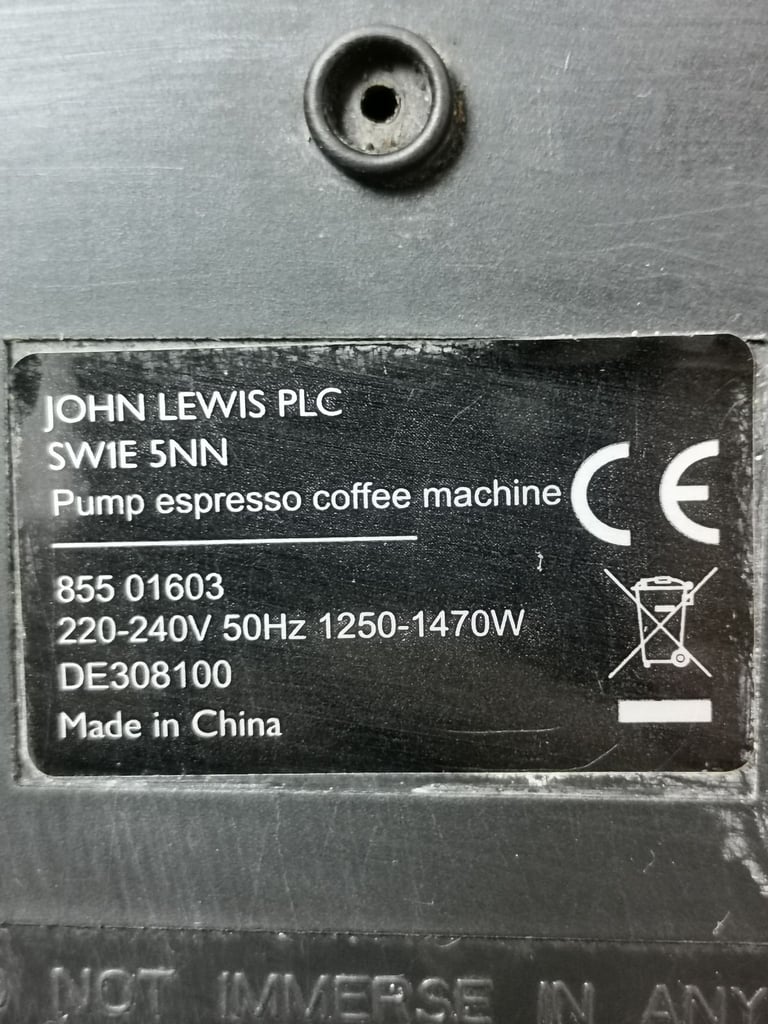 JOHN LEWIS PLC
SW1E 5NN
Pump espresso coffee machine
CE
855 01603
220-240V 50Hz 1250-1470W
DE308100
Made in China
NOT IMMERSE IN ANY